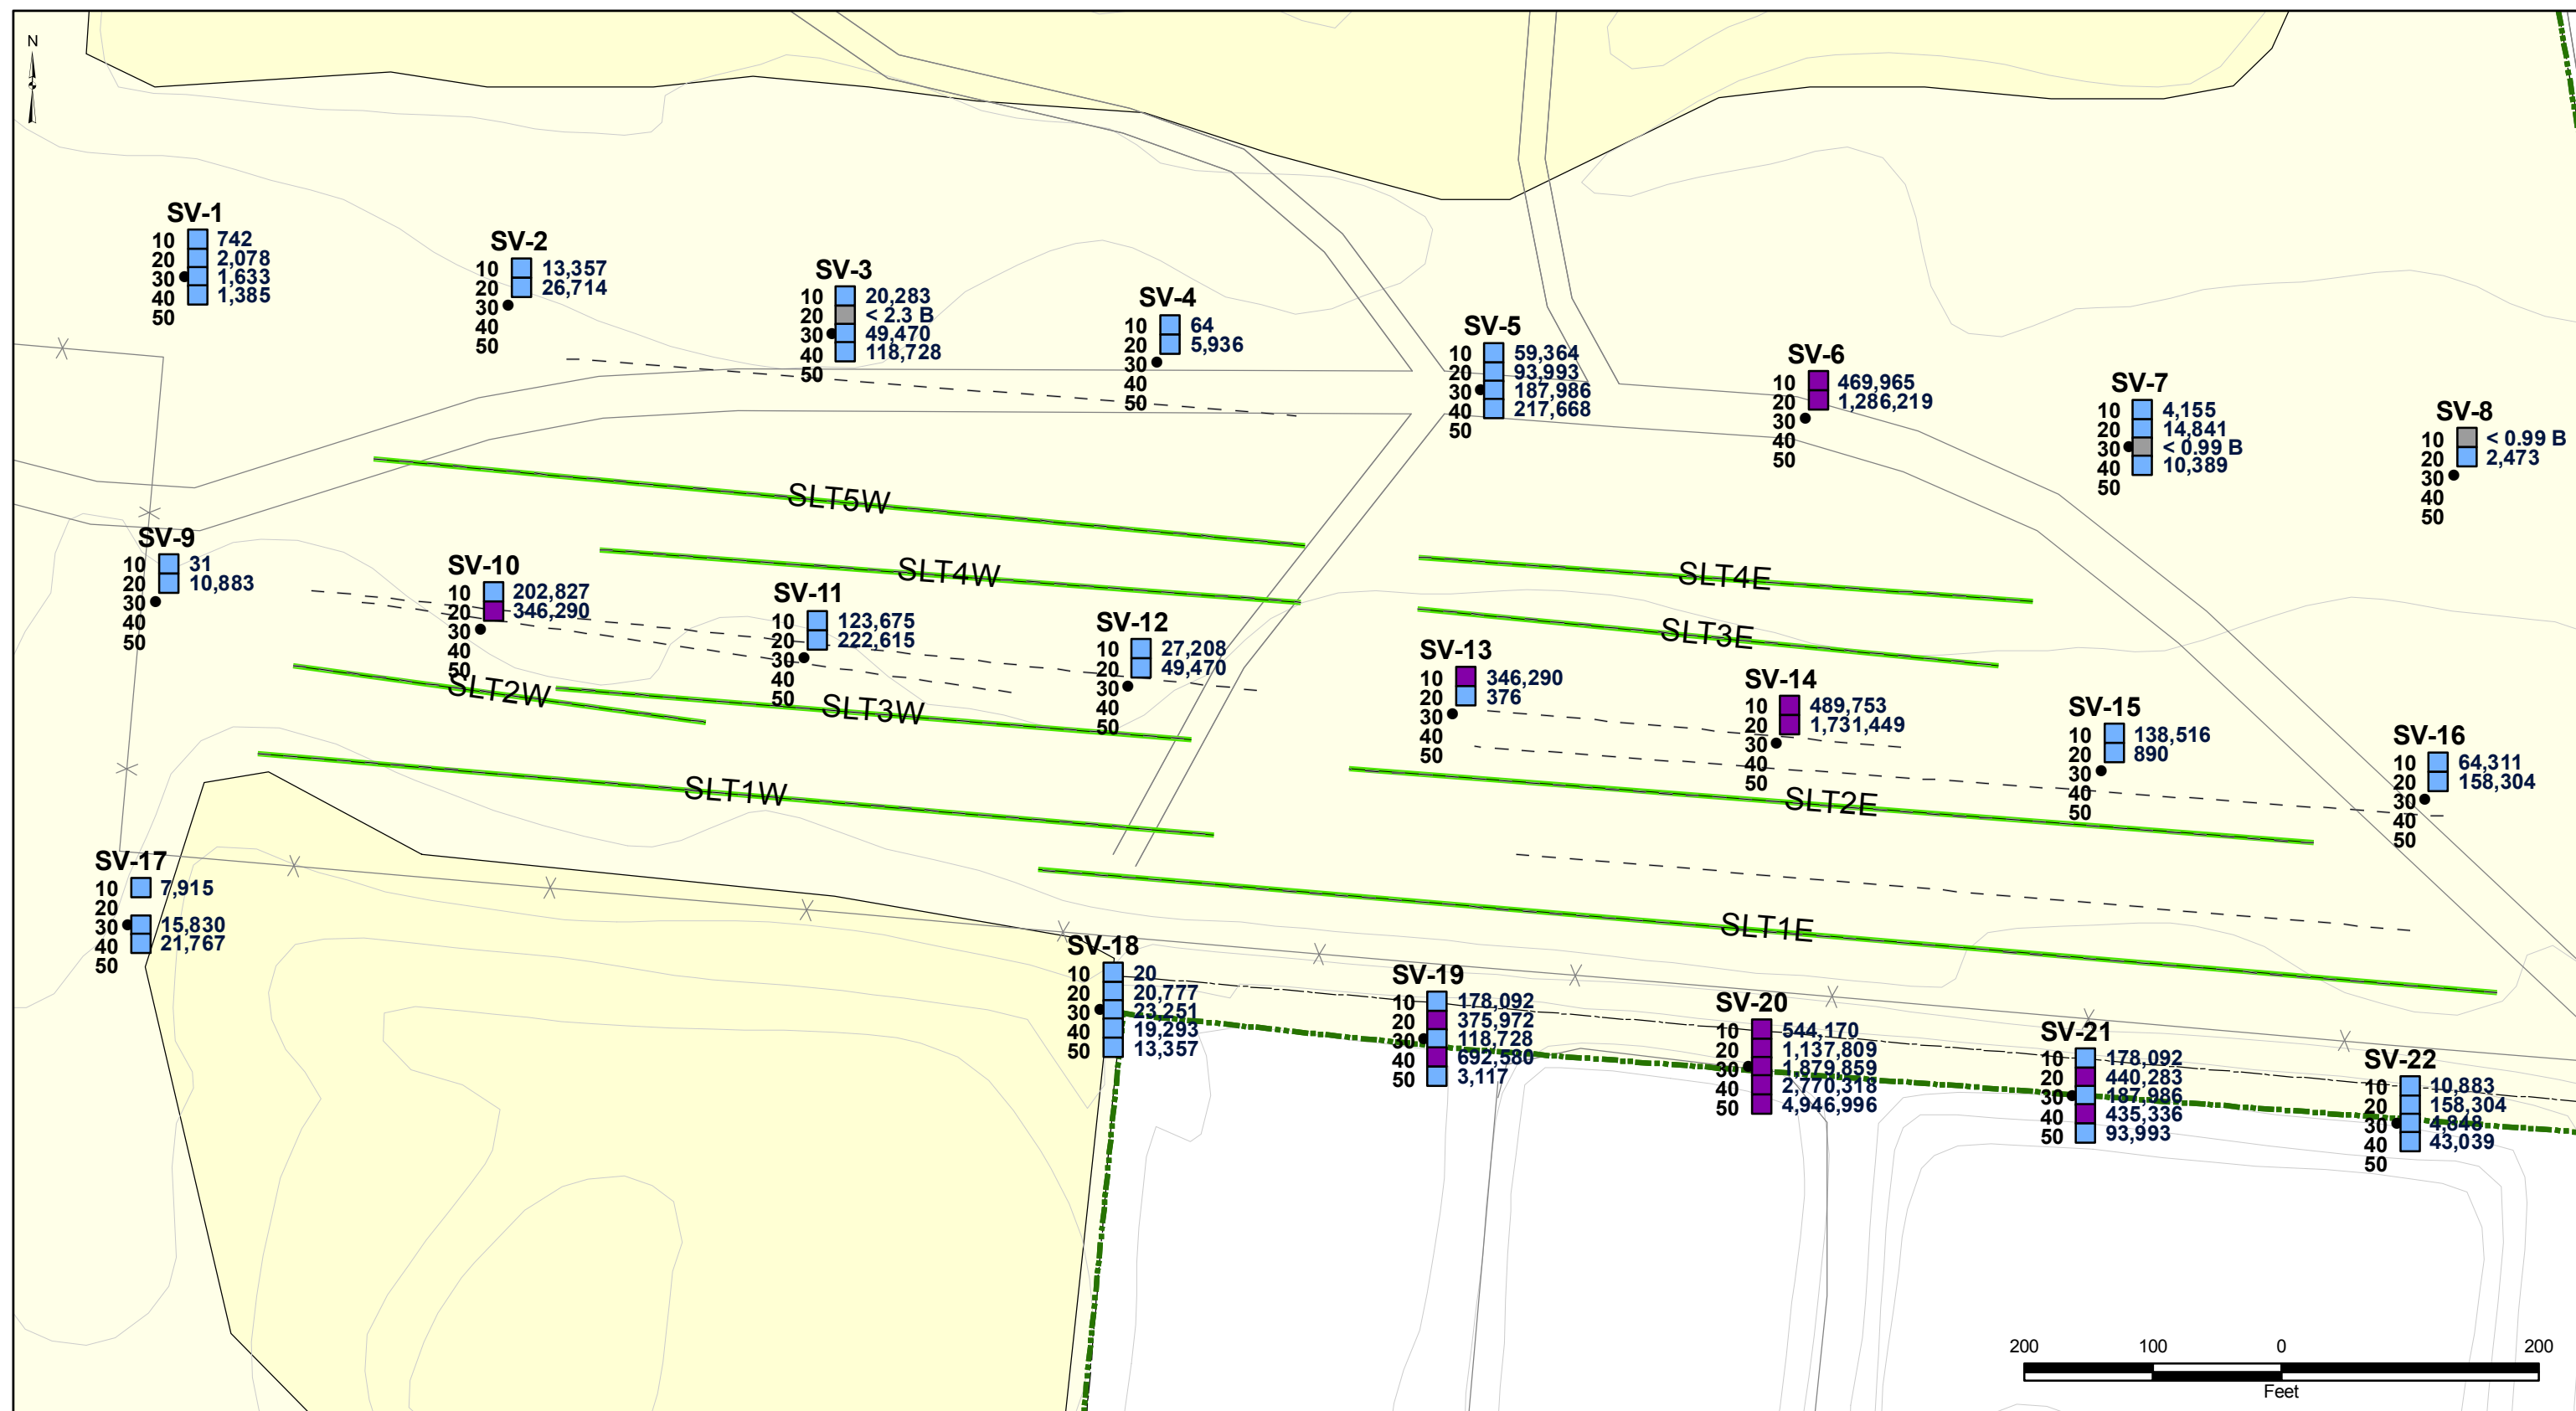 N
SV-1
10 742
20 2,078
30 1,633
40 1,385
50
SV-2
10 13,357
20 26,714
30
40
50
SV-3
10 20,283
20 < 2.3 B
30 49,470
40 118,728
50
SV-4
10 64
20 5,936
30
40
50
SV-5
10 59,364
20 93,993
30 187,986
40 217,668
50
SV-6
10 469,965
20 1,286,219
30
40
50
SV-7
10 4,155
20 14,841
30 < 0.99 B
40 10,389
50
SV-8
10 < 0.99 B
20 2,473
30
40
50
SLT5W
SLT4W
SLT4E
SLT3E
SV-9
10 31
20 10,883
30
40
50
SV-10
10 202,827
20 346,290
30
40
50
SV-11
10 123,675
20 222,615
30
40
50
SV-12
10 27,208
20 49,470
30
40
50
SV-13
10 346,290
20 376
30
40
50
SV-14
10 489,753
20 1,731,449
30
40
50
SV-15
10 138,516
20 890
30
40
50
SV-16
10 64,311
20 158,304
30
40
50
SLT2W
SLT3W
SLT1W
SLT2E
SLT1E
SV-17
10 7,915
20
30 15,830
40 21,767
50
SV-18
10 20
20 20,777
30 23,251
40 19,293
50 13,357
SV-19
10 178,092
20 375,972
30 118,728
40 692,580
50 3,117
SV-20
10 544,170
20 1,137,809
30 1,879,859
40 2,770,318
50 4,946,996
SV-21
10 178,092
20 440,283
30 187,986
40 435,336
50 93,993
SV-22
10 10,883
20 158,304
30 4,848
40 43,039
50
200 100 0 200
Feet